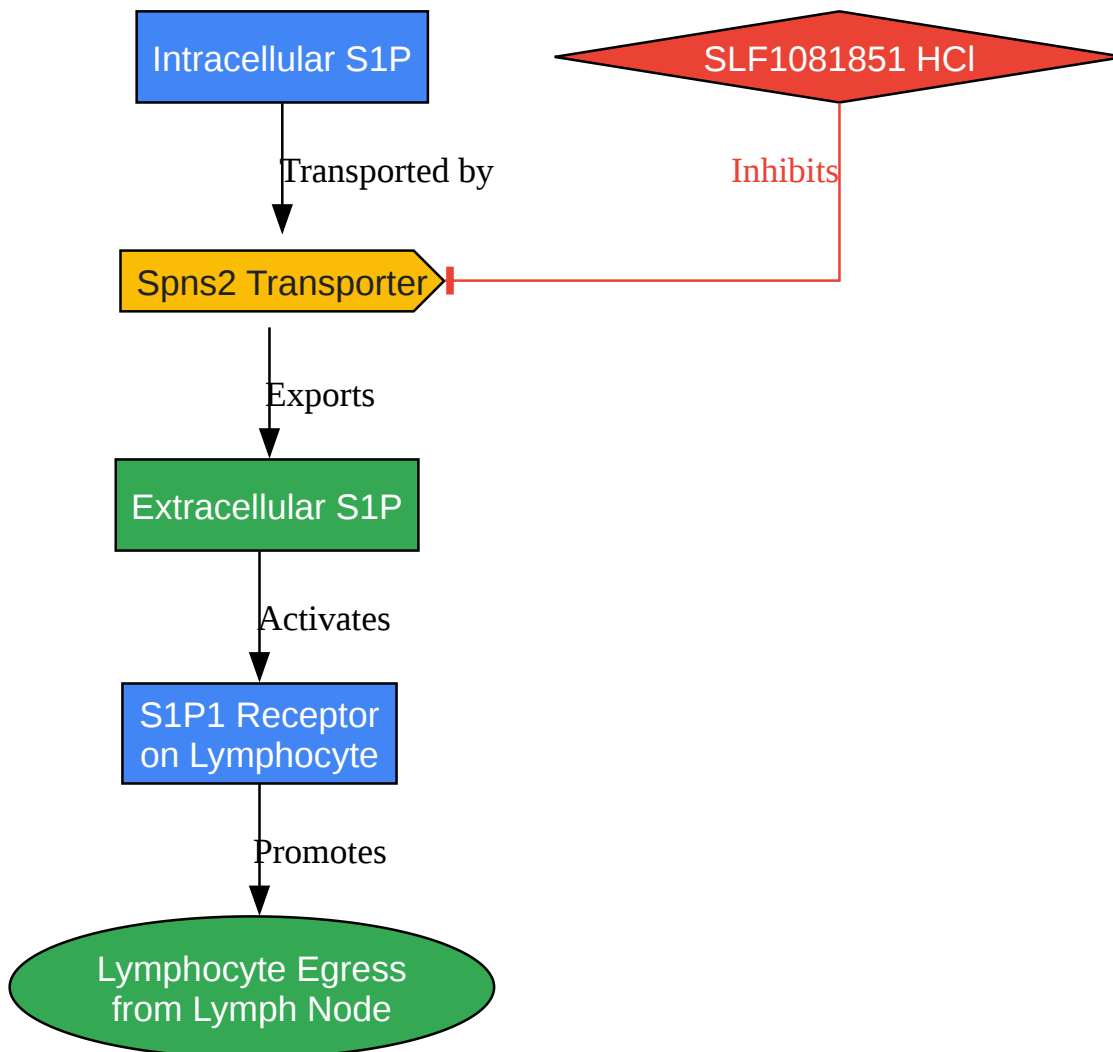 Intracellular S1P
SLF1081851 HCl
Transported by
Inhibits
Spns2 Transporter
Exports
Extracellular S1P
Activates
S1P1 Receptor
on Lymphocyte
Promotes
Lymphocyte Egress
from Lymph Node